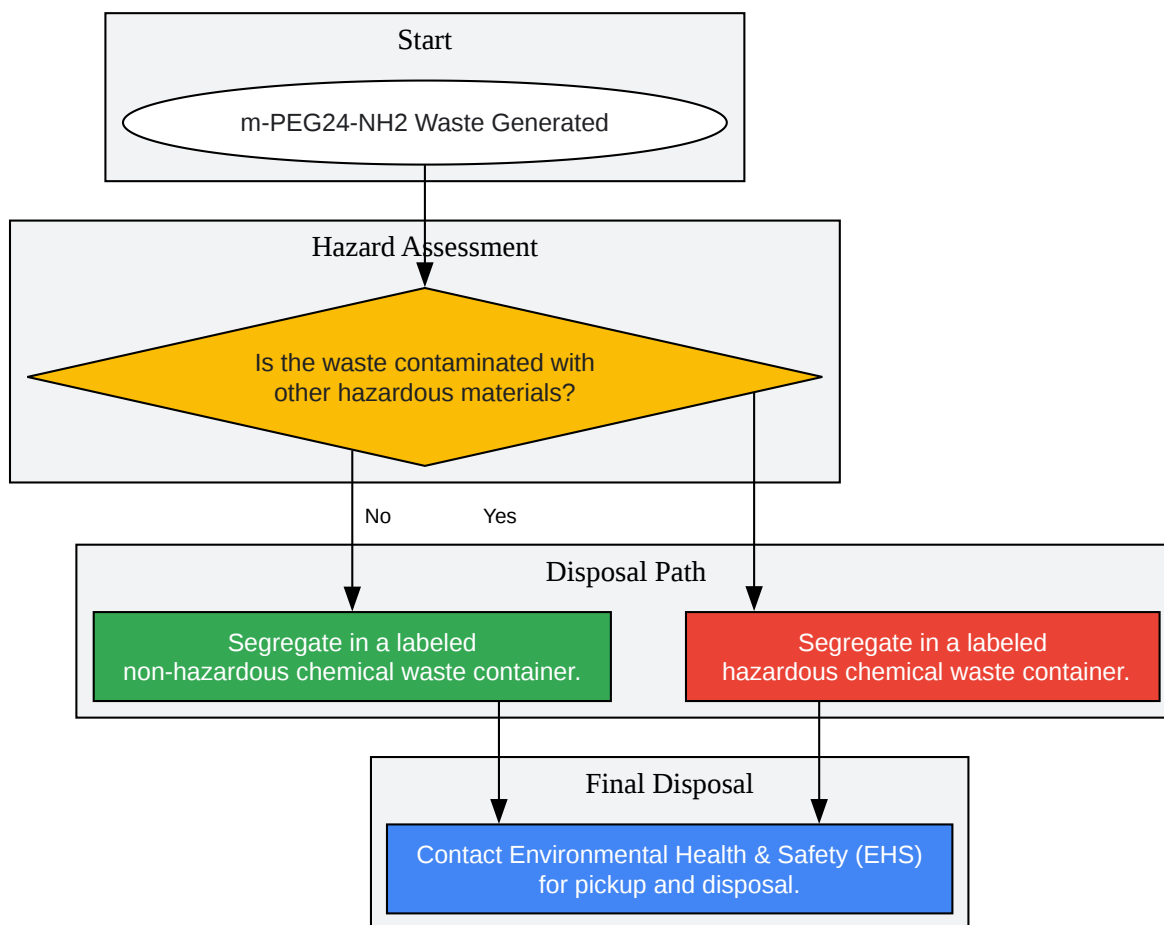 Start
m-PEG24-NH2 Waste Generated
Hazard Assessment
Is the waste contaminated with
other hazardous materials?
No
Yes
Disposal Path
Segregate in a labeled
non-hazardous chemical waste container.
Segregate in a labeled
hazardous chemical waste container.
Final Disposal
Contact Environmental Health & Safety (EHS)
for pickup and disposal.